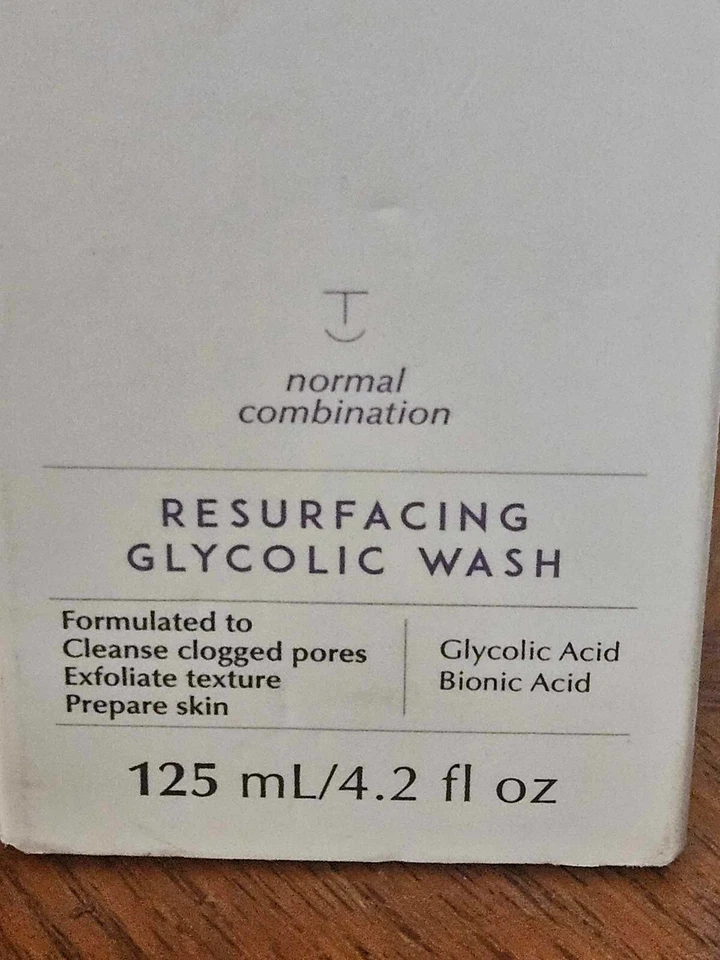 normal
combination
RESURFACING
GLYCOLIC WASH
Formulated to
Cleanse clogged pores
Exfoliate texture
Prepare skin
Glycolic Acid
Bionic Acid
125 mL/4.2 fl oz